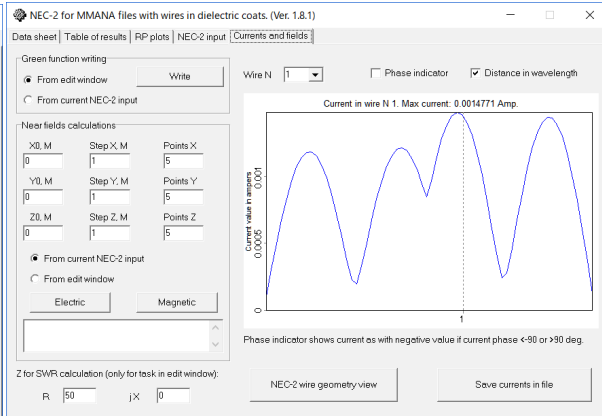 NEC-2 for MMANA files with wires in dielectric coats. (Ver. 1.8.1)
Data sheet Table of results RP plots NEC-2 input Currents and fields
Green function writing
From edit window
Write
From current NEC-2 input
Near fields calculations
X0, M Step X, M Points X
0 1 5
Y0, M Step Y, M Points Y
0 1 5
Z0, M Step Z, M Points Z
0 1 5
From current NEC-2 input
From edit window
Electric Magnetic
Z for SWR calculation (only for task in edit window):
R 50 jX 0
Wire N 1 Phase indicator Distance in wavelength
Current in wire N 1. Max current: 0.0014771 Amp.
Current value in ampers
0.001
0.0005
0
1
Phase indicator shows current as with negative value if current phase <-90 or >90 deg.
NEC-2 wire geometry view Save currents in file